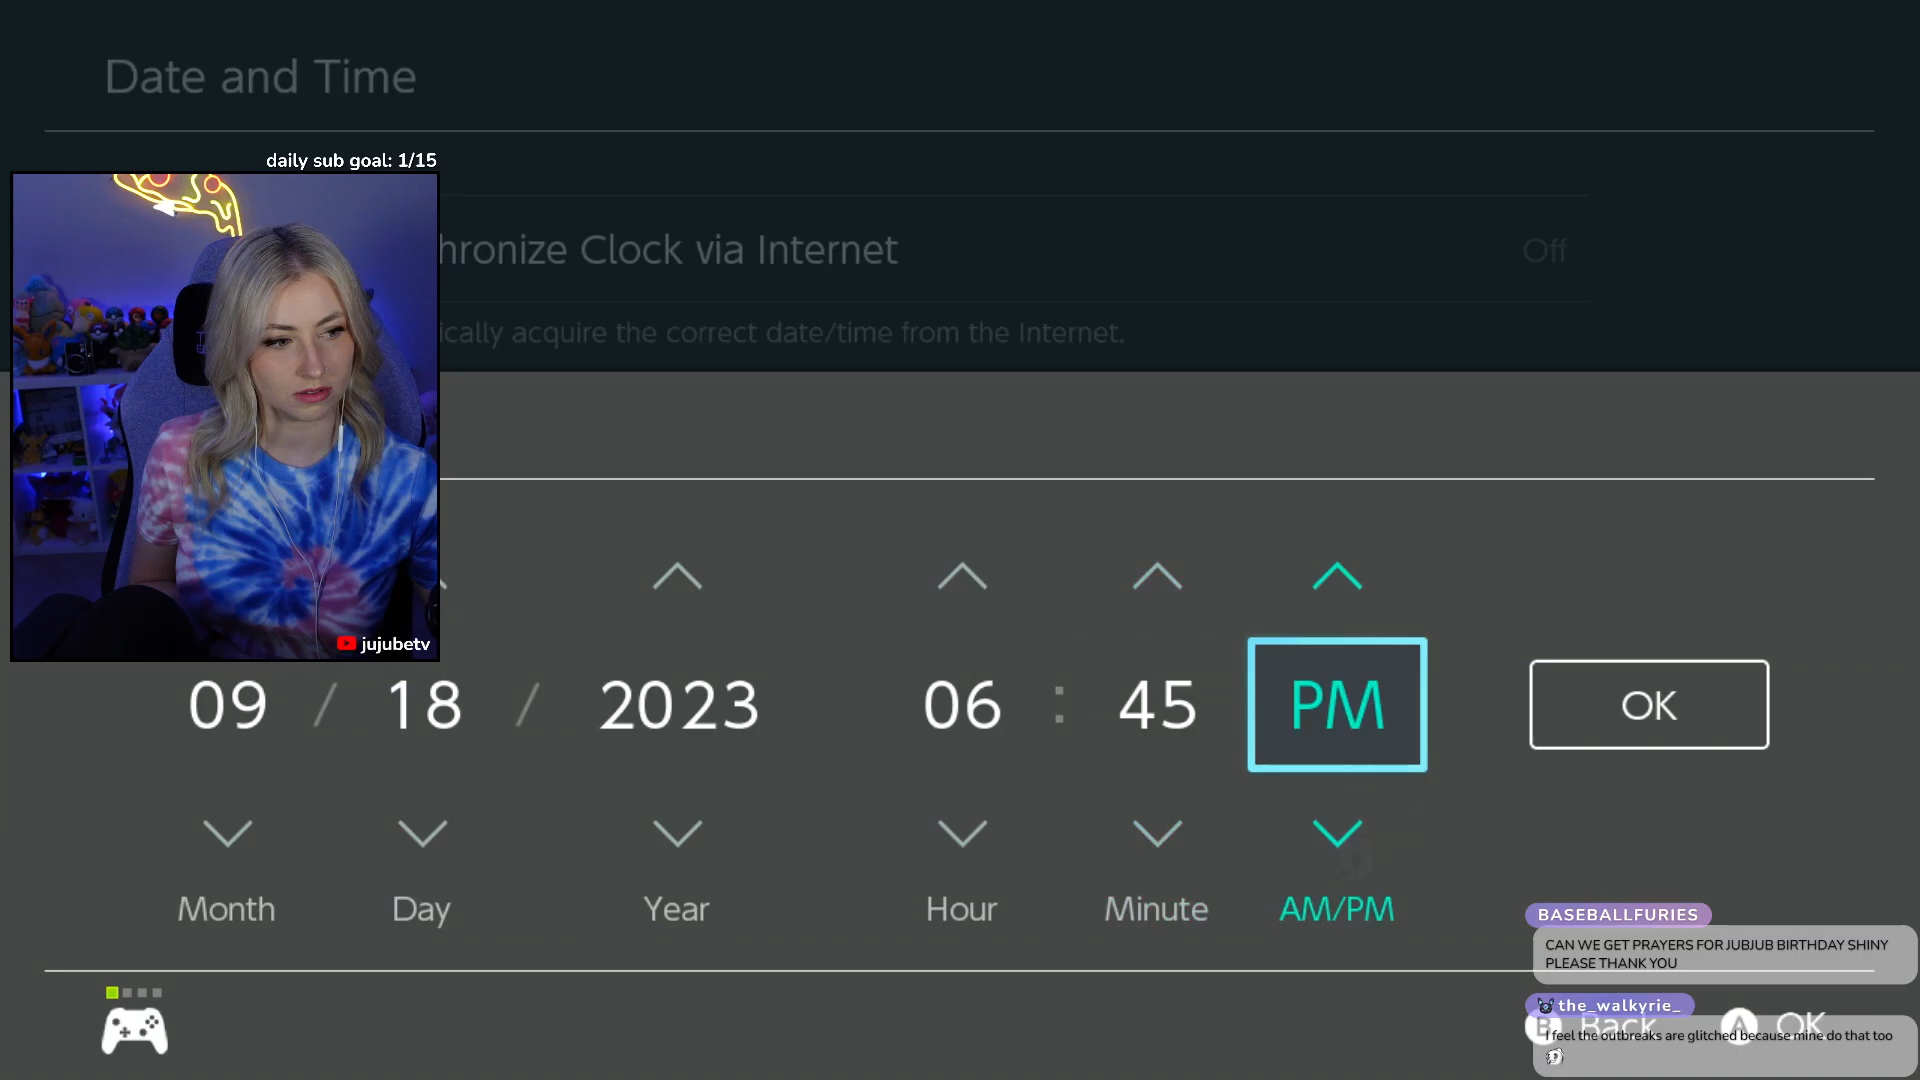 Date and Time
daily sub goal: 1/15
hronize Clock via Internet
Off
ically acquire the correct date/time from the Internet.
jujubetv
09 / 18 / 2023 06 : 45 PM OK
Month Day Year Hour Minute AM/PM
BASEBALLFURIES
CAN WE GET PRAYERS FOR JUBJUB BIRTHDAY SHINY
PLEASE THANK YOU
the_walkyrie_
B Back A OK
I feel the outbreaks are glitched because mine do that too